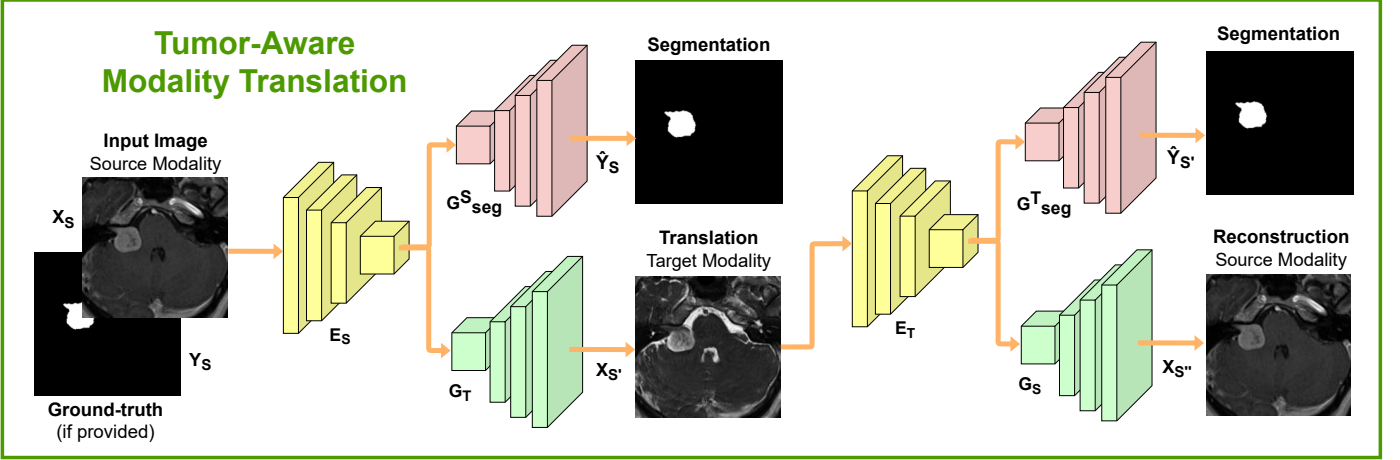 Tumor-Aware
Modality Translation
Input Image
Source Modality
X_S
Y_S
Ground-truth
(if provided)
E_S
G^S_seg
Ŷ_S
Segmentation
G_T
X_S'
Translation
Target Modality
E_T
G^T_seg
Ŷ_S'
Segmentation
G_S
X_S"
Reconstruction
Source Modality